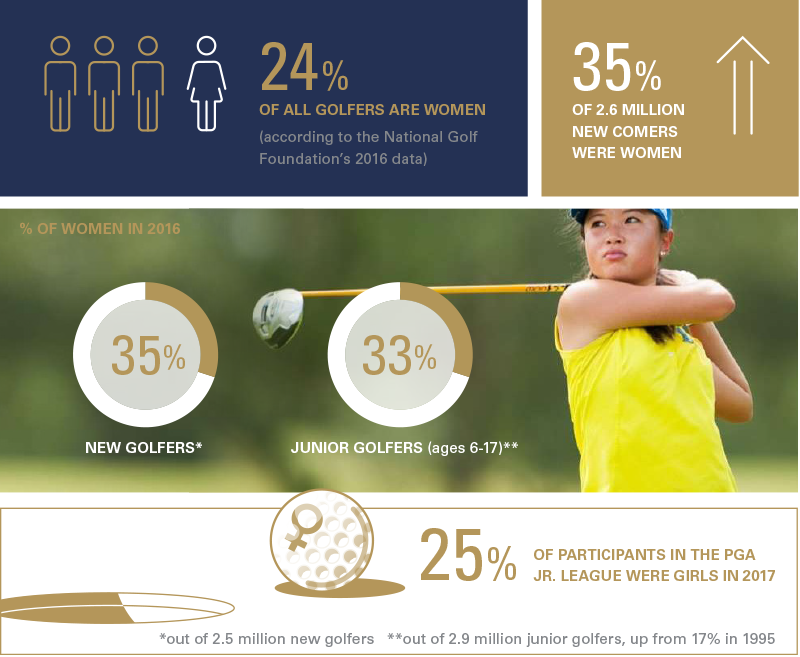 24%
OF ALL GOLFERS ARE WOMEN
(according to the National Golf
Foundation's 2016 data)
35%
OF 2.6 MILLION
NEW COMERS
WERE WOMEN
% OF WOMEN IN 2016
35%
NEW GOLFERS*
33%
JUNIOR GOLFERS (ages 6-17)**
25%
OF PARTICIPANTS IN THE PGA
JR. LEAGUE WERE GIRLS IN 2017
*out of 2.5 million new golfers **out of 2.9 million junior golfers, up from 17% in 1995